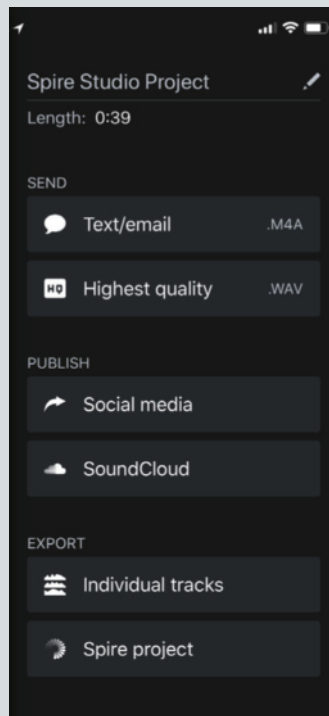 Spire Studio Project
Length: 0:39
SEND
Text/email .M4A
HQ Highest quality .WAV
PUBLISH
Social media
SoundCloud
EXPORT
Individual tracks
Spire project